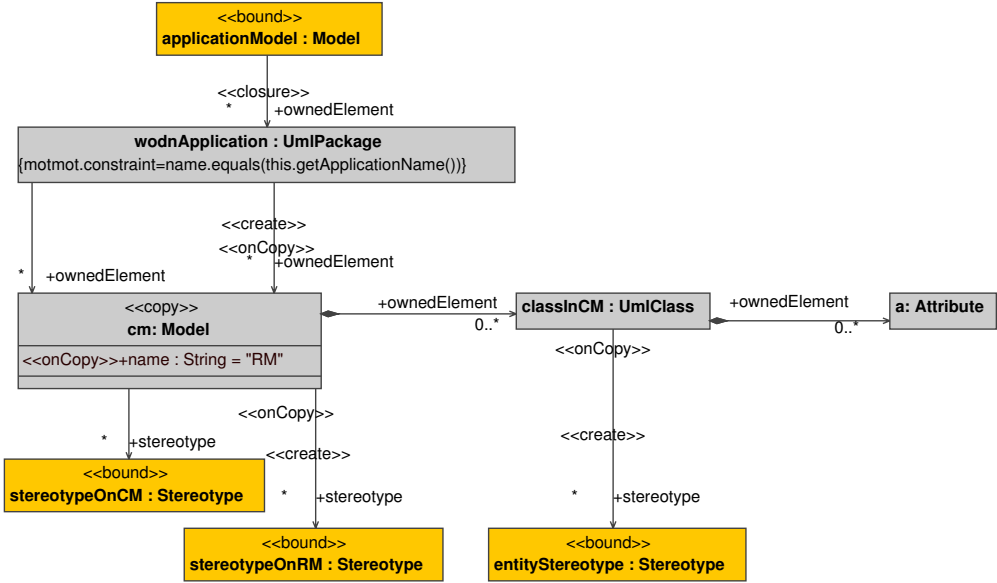 <<bound>>
applicationModel : Model
<<closure>>
* +ownedElement
wodnApplication : UmlPackage
{motmot.constraint=name.equals(this.getApplicationName())}
<<create>>
<<onCopy>>
* +ownedElement
* +ownedElement
<<copy>>
cm: Model
<<onCopy>>+name : String = "RM"
+ownedElement
0..*
classInCM : UmlClass
+ownedElement
0..*
a: Attribute
<<onCopy>>
<<create>>
* +stereotype
<<onCopy>>
<<create>>
* +stereotype
* +stereotype
<<bound>>
stereotypeOnCM : Stereotype
<<bound>>
stereotypeOnRM : Stereotype
<<bound>>
entityStereotype : Stereotype